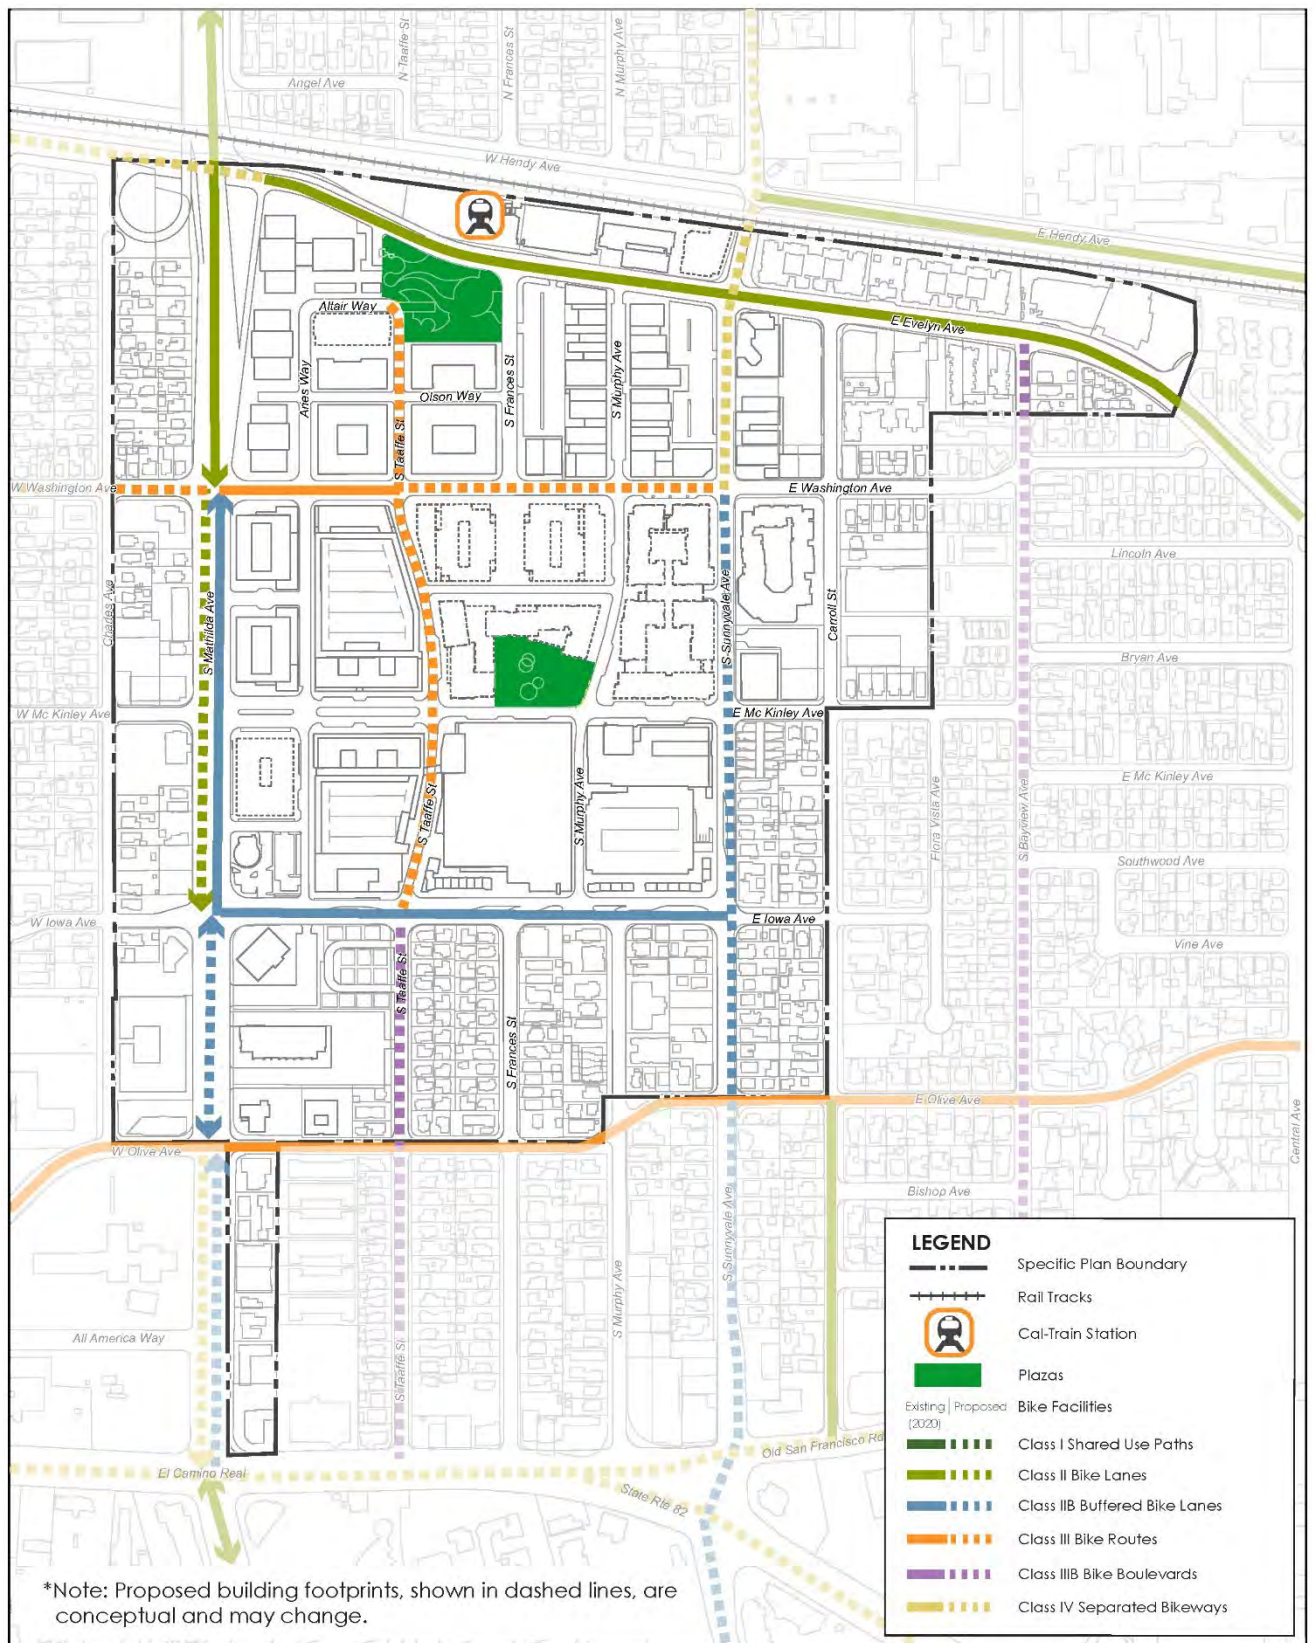 N Taaffe St
N Frances St
N Murphy Ave
Angel Ave
W Hendy Ave
E Hendy Ave
Altair Way
E Evelyn Ave
Aries Way
Olson Way
S Taaffe St
S Frances St
S Murphy Ave
W Washington Ave
E Washington Ave
Lincoln Ave
Charles Ave
S Mathilda Ave
S Sunnyvale Ave
Carroll St
Bryan Ave
W Mc Kinley Ave
E Mc Kinley Ave
E Mc Kinley Ave
S Taaffe St
S Murphy Ave
Flora Vista Ave
S Bayview Ave
Southwood Ave
W Iowa Ave
E Iowa Ave
Vine Ave
S Taaffe St
S Frances St
E Olive Ave
Central Ave
W Olive Ave
Bishop Ave
S Sunnyvale Ave
S Murphy Ave
All America Way
S Taaffe St
Old San Francisco Rd
El Camino Real
State Rte 82
LEGEND
Specific Plan Boundary
Rail Tracks
Cal-Train Station
Plazas
Existing | Proposed Bike Facilities
(2020)
Class I Shared Use Paths
Class II Bike Lanes
Class IIB Buffered Bike Lanes
Class III Bike Routes
Class IIIB Bike Boulevards
Class IV Separated Bikeways
*Note: Proposed building footprints, shown in dashed lines, are
conceptual and may change.